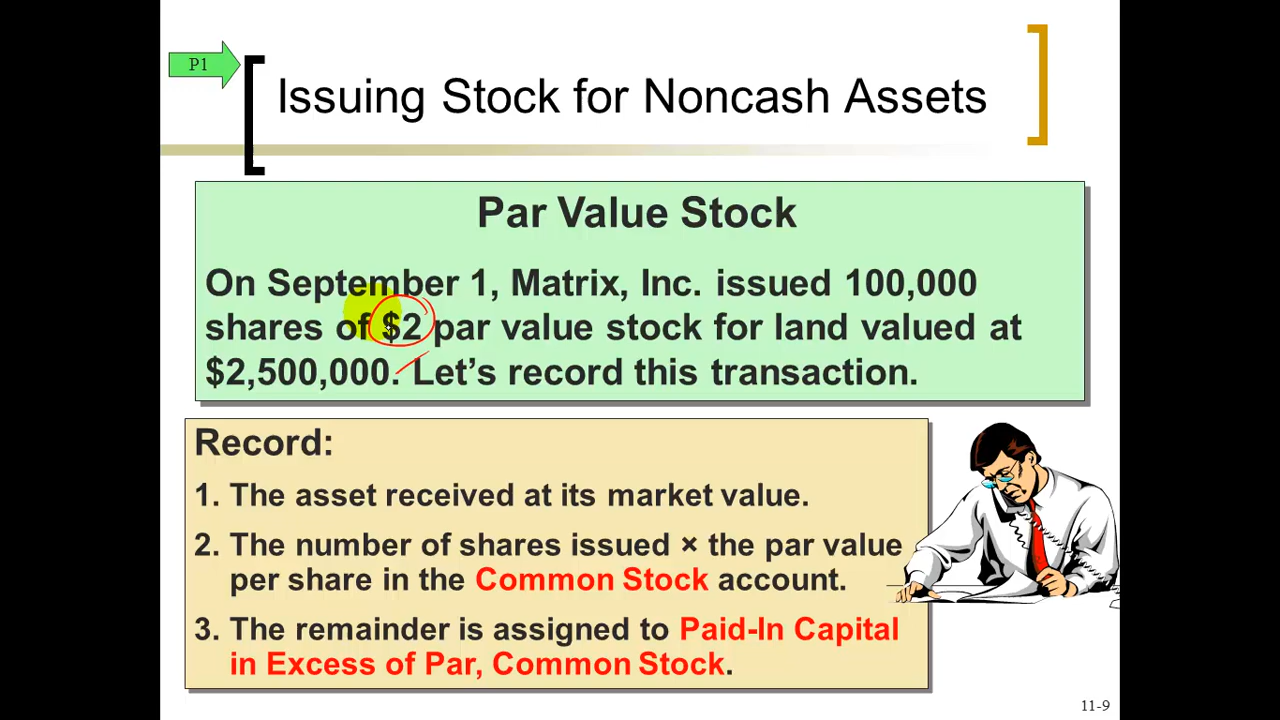 P1
Issuing Stock for Noncash Assets
Par Value Stock
On September 1, Matrix, Inc. issued 100,000
shares of $2 par value stock for land valued at
$2,500,000. Let’s record this transaction.
Record:
1. The asset received at its market value.
2. The number of shares issued × the par value
per share in the Common Stock account.
3. The remainder is assigned to Paid-In Capital
in Excess of Par, Common Stock.
11-9